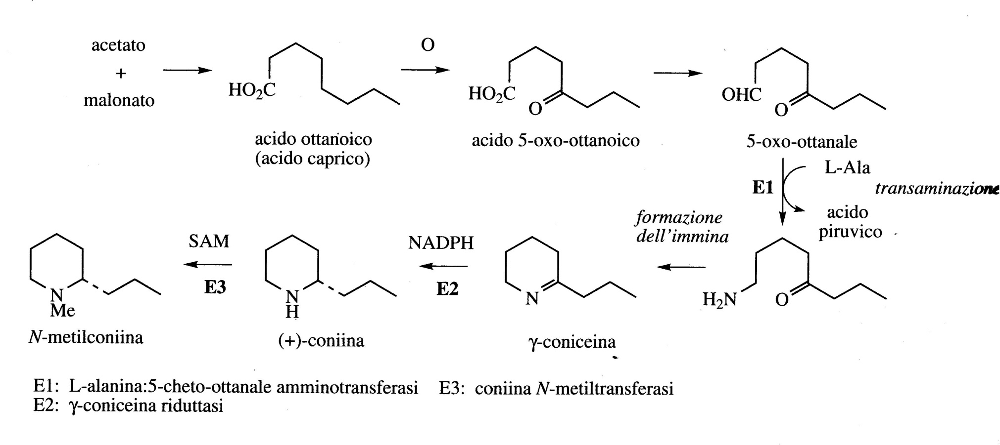 acetato
+
malonato
HO₂C
acido ottanoico
(acido caprico)
O
HO₂C
O
acido 5-oxo-ottanoico
OHC
O
5-oxo-ottanale
E1
L-Ala
transaminazione
acido
piruvico
H₂N
O
formazione
dell'immina
N
γ-coniceina
NADPH
E2
N
H
(+)-coniina
SAM
E3
N
Me
N-metilconiina
E1: L-alanina:5-cheto-ottanale amminotransferasi E3: coniina N-metiltransferasi
E2: γ-coniceina riduttasi